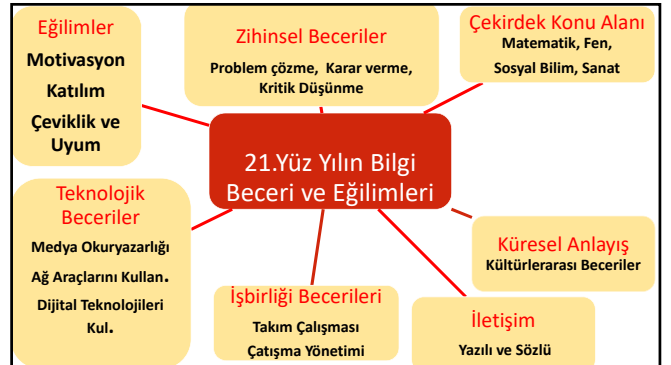 Eğilimler
Motivasyon
Katılım
Çeviklik ve
Uyum
Zihinsel Beceriler
Problem çözme, Karar verme,
Kritik Düşünme
Çekirdek Konu Alanı
Matematik, Fen,
Sosyal Bilim, Sanat
21.Yüz Yılın Bilgi
Beceri ve Eğilimleri
Teknolojik
Beceriler
Medya Okuryazarlığı
Ağ Araçlarını Kullan.
Dijital Teknolojileri
Kul.
İşbirliği Becerileri
Takım Çalışması
Çatışma Yönetimi
İletişim
Yazılı ve Sözlü
Küresel Anlayış
Kültürlerarası Beceriler